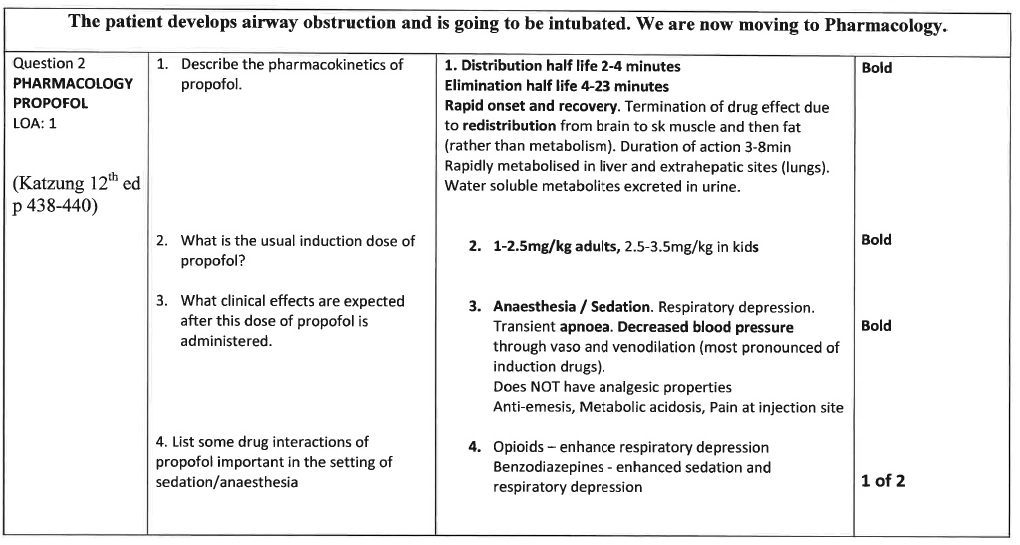 The patient develops airway obstruction and is going to be intubated. We are now moving to Pharmacology.
Question 2
PHARMACOLOGY
PROPOFOL
LOA: 1
(Katzung 12th ed
p 438-440)
1. Describe the pharmacokinetics of
propofol.
1. Distribution half life 2-4 minutes
Elimination half life 4-23 minutes
Rapid onset and recovery. Termination of drug effect due
to redistribution from brain to sk muscle and then fat
(rather than metabolism). Duration of action 3-8min
Rapidly metabolised in liver and extrahepatic sites (lungs).
Water soluble metabolites excreted in urine.
Bold
2. What is the usual induction dose of
propofol?
2. 1-2.5mg/kg adults, 2.5-3.5mg/kg in kids
Bold
3. What clinical effects are expected
after this dose of propofol is
administered.
3. Anaesthesia / Sedation. Respiratory depression.
Transient apnoea. Decreased blood pressure
through vaso and venodilation (most pronounced of
induction drugs).
Does NOT have analgesic properties
Anti-emesis, Metabolic acidosis, Pain at injection site
Bold
4. List some drug interactions of
propofol important in the setting of
sedation/anaesthesia
4. Opioids – enhance respiratory depression
Benzodiazepines - enhanced sedation and
respiratory depression
1 of 2